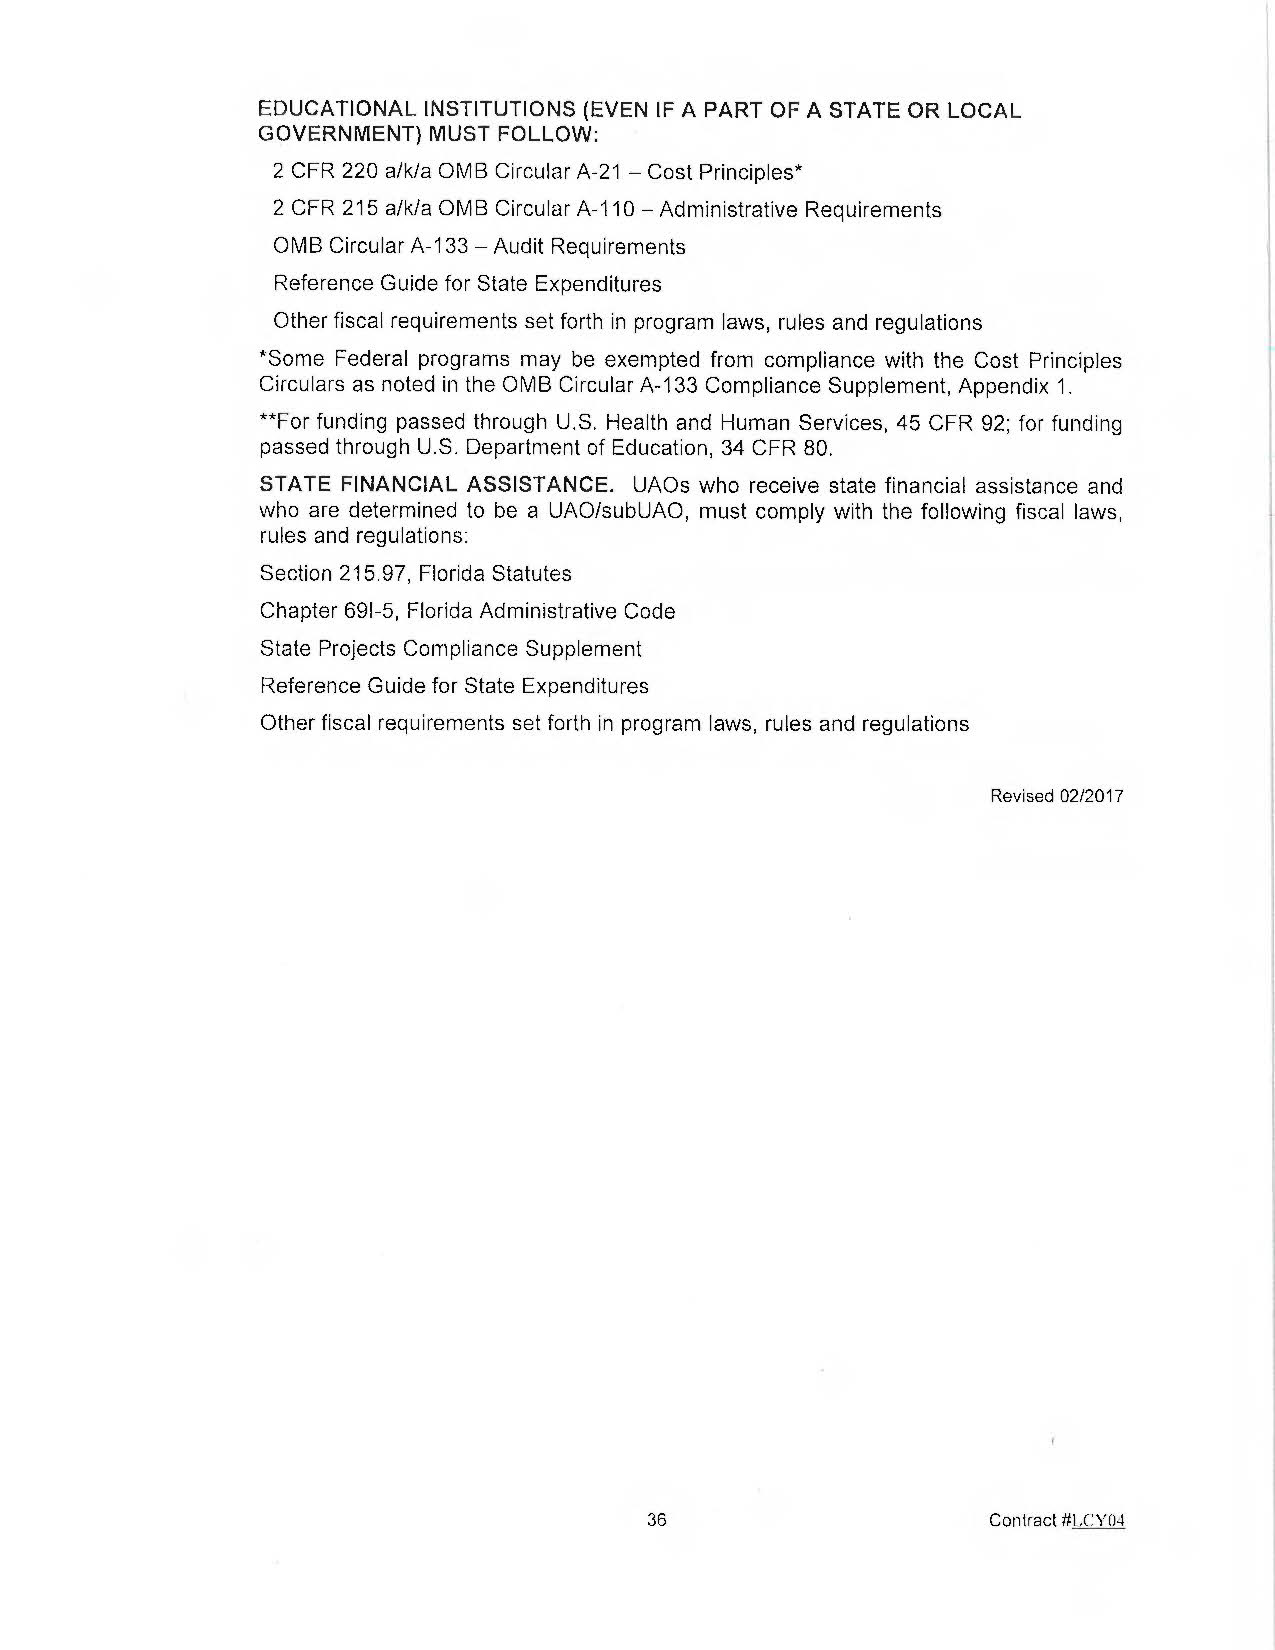 EDUCATIONAL INSTITUTIONS (EVEN IF A PART OF A STATE OR LOCAL
GOVERNMENT) MUST FOLLOW:
2 CFR 220 a/k/a OMB Circular A-21 – Cost Principles*
2 CFR 215 a/k/a OMB Circular A-110 – Administrative Requirements
OMB Circular A-133 – Audit Requirements
Reference Guide for State Expenditures
Other fiscal requirements set forth in program laws, rules and regulations
*Some Federal programs may be exempted from compliance with the Cost Principles
Circulars as noted in the OMB Circular A-133 Compliance Supplement, Appendix 1.
**For funding passed through U.S. Health and Human Services, 45 CFR 92; for funding
passed through U.S. Department of Education, 34 CFR 80.
STATE FINANCIAL ASSISTANCE. UAOs who receive state financial assistance and
who are determined to be a UAO/subUAO, must comply with the following fiscal laws,
rules and regulations:
Section 215.97, Florida Statutes
Chapter 69I-5, Florida Administrative Code
State Projects Compliance Supplement
Reference Guide for State Expenditures
Other fiscal requirements set forth in program laws, rules and regulations
Revised 02/2017
36
Contract #LCY04